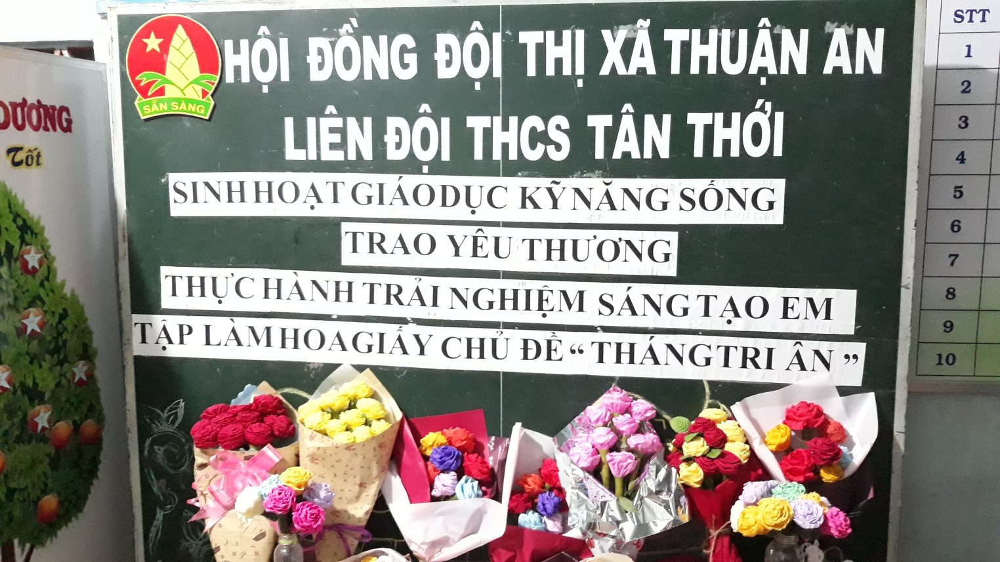 DƯƠNG
Tốt
SẴN SÀNG
HỘI ĐỒNG ĐỘI THỊ XÃ THUẬN AN
LIÊN ĐỘI THCS TÂN THỚI
SINH HOẠT GIÁO DỤC KỸ NĂNG SỐNG
TRAO YÊU THƯƠNG
THỰC HÀNH TRẢI NGHIỆM SÁNG TẠO EM
TẬP LÀM HOA GIẤY CHỦ ĐỀ “ THÁNG TRI ÂN ”
STT
1
2
3
4
5
6
7
8
9
10